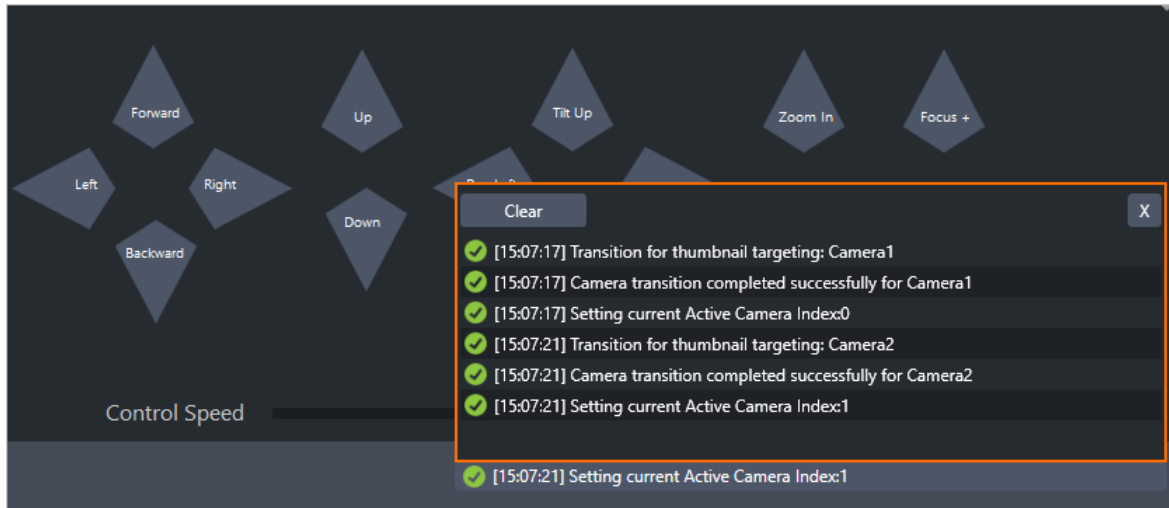 Forward
Up
Tilt Up
Zoom In
Focus +
Left
Right
Down
Backward
Clear
X
[15:07:17] Transition for thumbnail targeting: Camera1
[15:07:17] Camera transition completed successfully for Camera1
[15:07:17] Setting current Active Camera Index:0
[15:07:21] Transition for thumbnail targeting: Camera2
[15:07:21] Camera transition completed successfully for Camera2
[15:07:21] Setting current Active Camera Index:1
Control Speed
[15:07:21] Setting current Active Camera Index:1